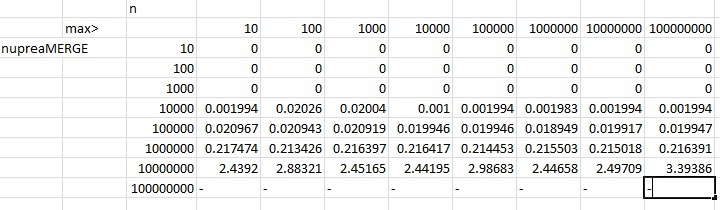 n
max> 10 100 1000 10000 100000 1000000 10000000 100000000
nupreaMERGE 10 0 0 0 0 0 0 0 0
100 0 0 0 0 0 0 0 0
1000 0 0 0 0 0 0 0 0
10000 0.001994 0.02026 0.02004 0.001 0.001994 0.001983 0.001994 0.001994
100000 0.020967 0.020943 0.020919 0.019946 0.019946 0.018949 0.019917 0.019947
1000000 0.217474 0.213426 0.216397 0.216417 0.214453 0.215503 0.215018 0.216391
10000000 2.4392 2.88321 2.45165 2.44195 2.98683 2.44658 2.49709 3.39386
100000000 - - - - - - - -